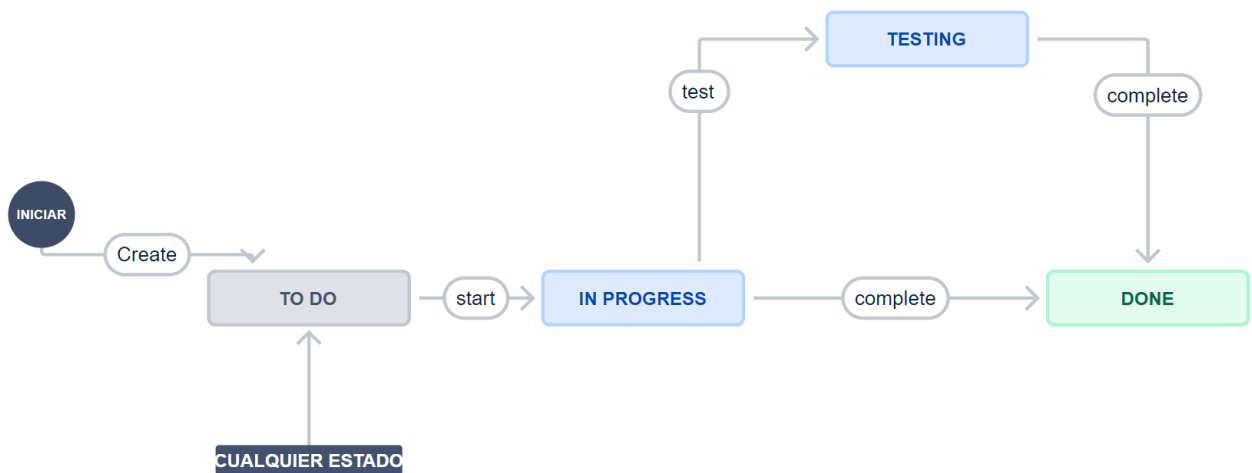 TESTING
test
complete
INICIAR
Create
TO DO
start
IN PROGRESS
complete
DONE
CUALQUIER ESTADO